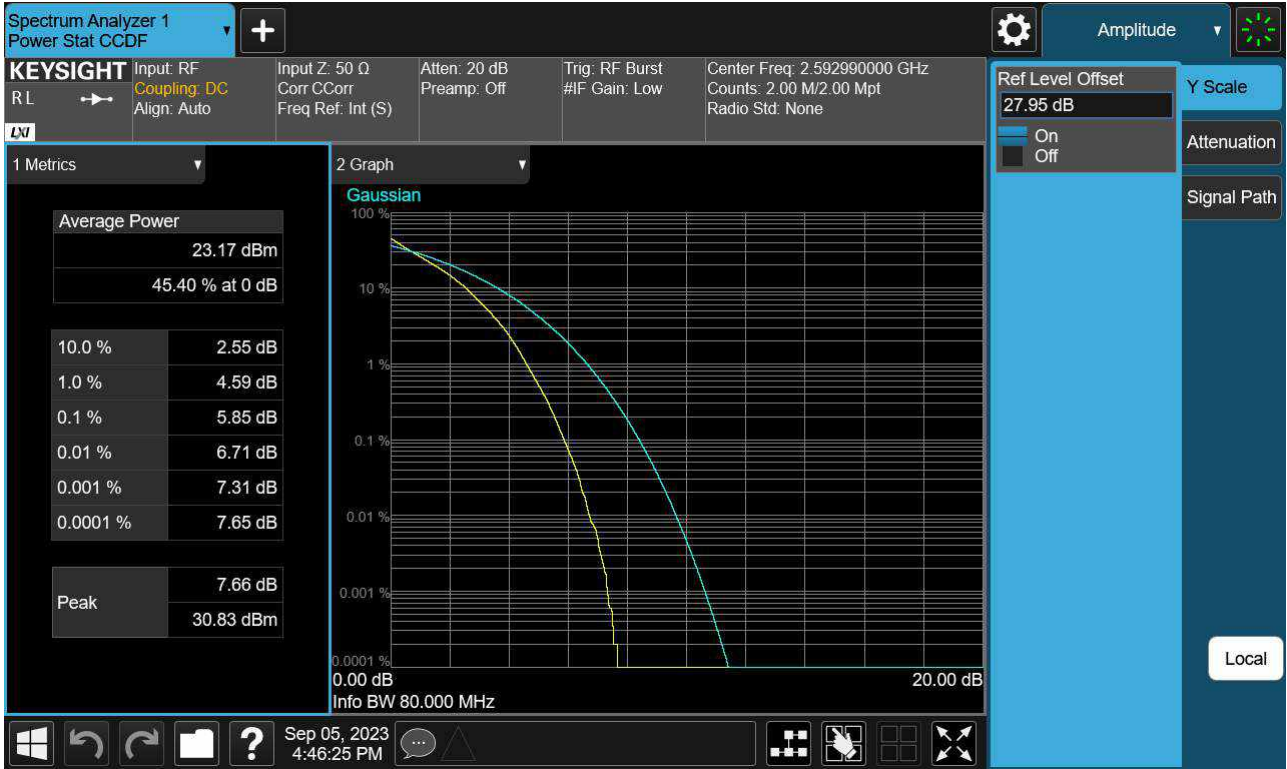 Spectrum Analyzer 1
Power Stat CCDF
+
Amplitude
KEYSIGHT
RL
LXI
Input: RF
Coupling: DC
Align: Auto
Input Z: 50 Ω
Corr CCorr
Freq Ref: Int (S)
Atten: 20 dB
Preamp: Off
Trig: RF Burst
#IF Gain: Low
Center Freq: 2.592990000 GHz
Counts: 2.00 M/2.00 Mpt
Radio Std: None
Ref Level Offset
27.95 dB
On
Off
Y Scale
Attenuation
Signal Path
Local
1 Metrics
Average Power
23.17 dBm
45.40 % at 0 dB
10.0 % 2.55 dB
1.0 % 4.59 dB
0.1 % 5.85 dB
0.01 % 6.71 dB
0.001 % 7.31 dB
0.0001 % 7.65 dB
Peak
7.66 dB
30.83 dBm
2 Graph
Gaussian
100 %
10 %
1 %
0.1 %
0.01 %
0.001 %
0.0001 %
0.00 dB
20.00 dB
Info BW 80.000 MHz
?
Sep 05, 2023
4:46:25 PM